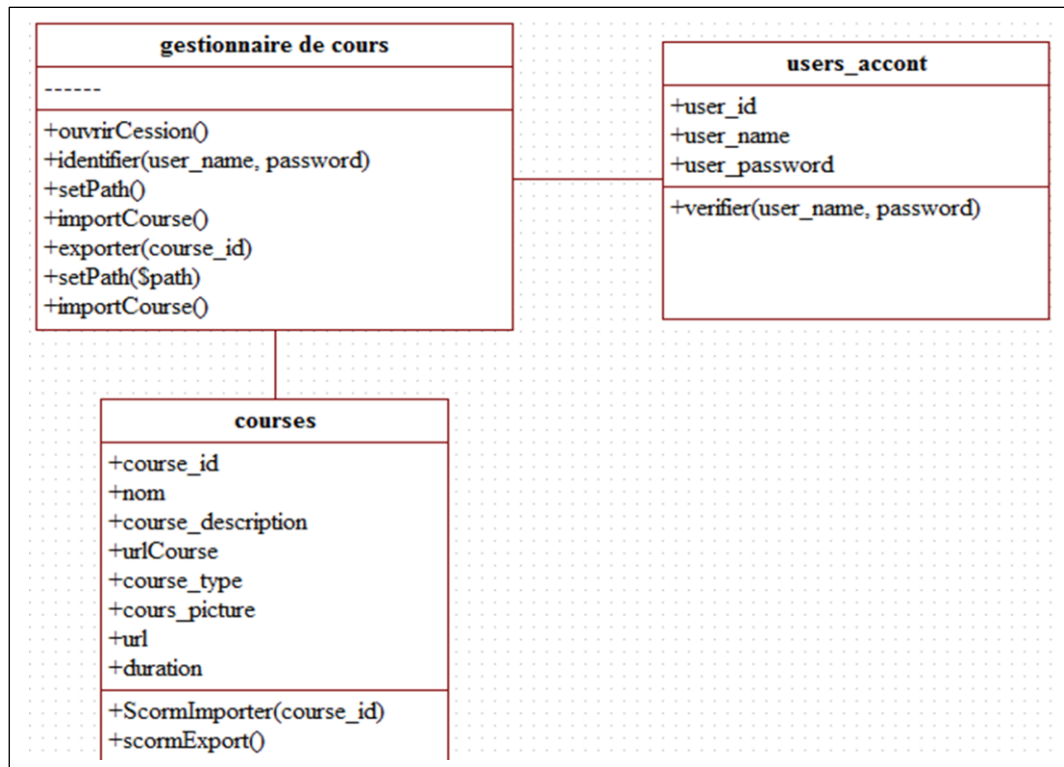 gestionnaire de cours
------
+ouvrirCession()
+identifier(user_name, password)
+setPath()
+importCourse()
+exporter(course_id)
+setPath($path)
+importCourse()
users_accont
+user_id
+user_name
+user_password
+verifier(user_name, password)
courses
+course_id
+nom
+course_description
+urlCourse
+course_type
+cours_picture
+url
+duration
+ScormImporter(course_id)
+scormExport()